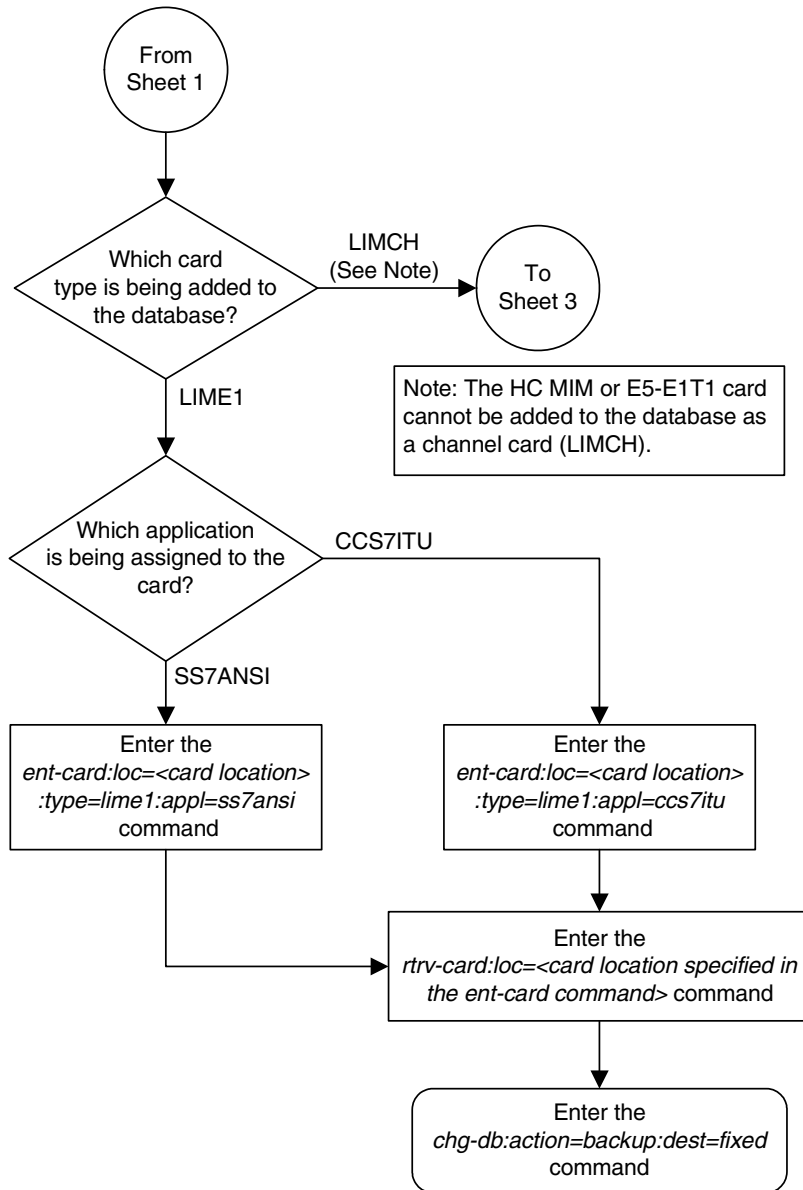 From
Sheet 1
Which card
type is being added to
the database?
LIMCH
(See Note)
To
Sheet 3
Note: The HC MIM or E5-E1T1 card
cannot be added to the database as
a channel card (LIMCH).
LIME1
Which application
is being assigned to the
card?
CCS7ITU
SS7ANSI
Enter the
ent-card:loc=<card location>
:type=lime1:appl=ss7ansi
command
Enter the
ent-card:loc=<card location>
:type=lime1:appl=ccs7itu
command
Enter the
rtrv-card:loc=<card location specified in
the ent-card command> command
Enter the
chg-db:action=backup:dest=fixed
command